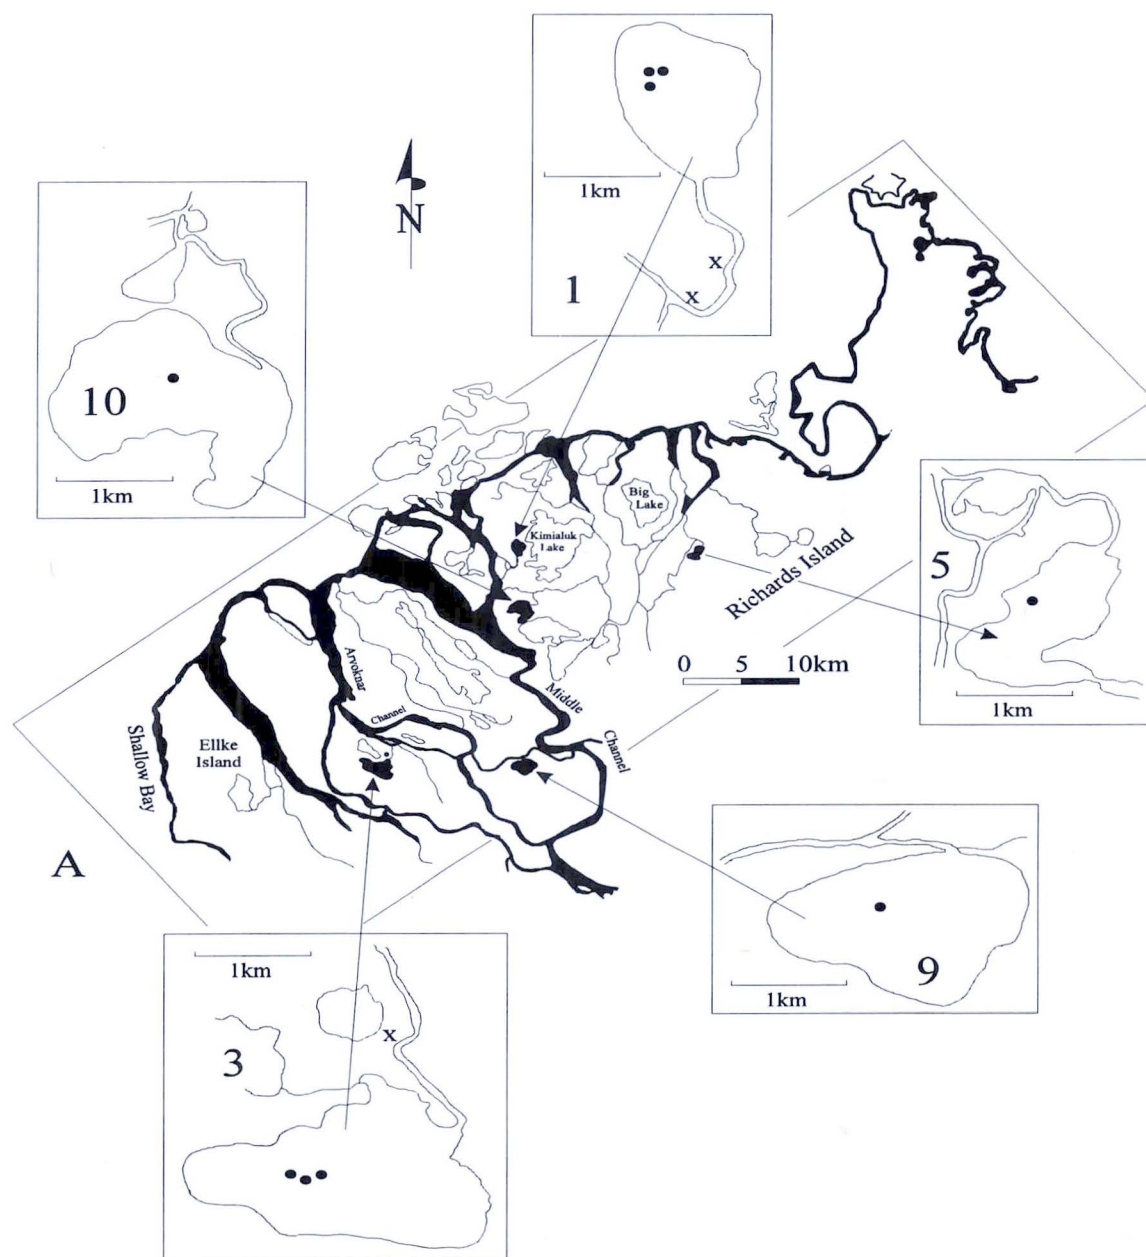 1km
1
x
x
N
10
1km
Big
Lake
Kimialuk
Lake
Richards Island
5
1km
0 5 10km
Arvoknar
Channel
Middle
Channel
Shallow Bay
Ellke
Island
A
9
1km
1km
3
x